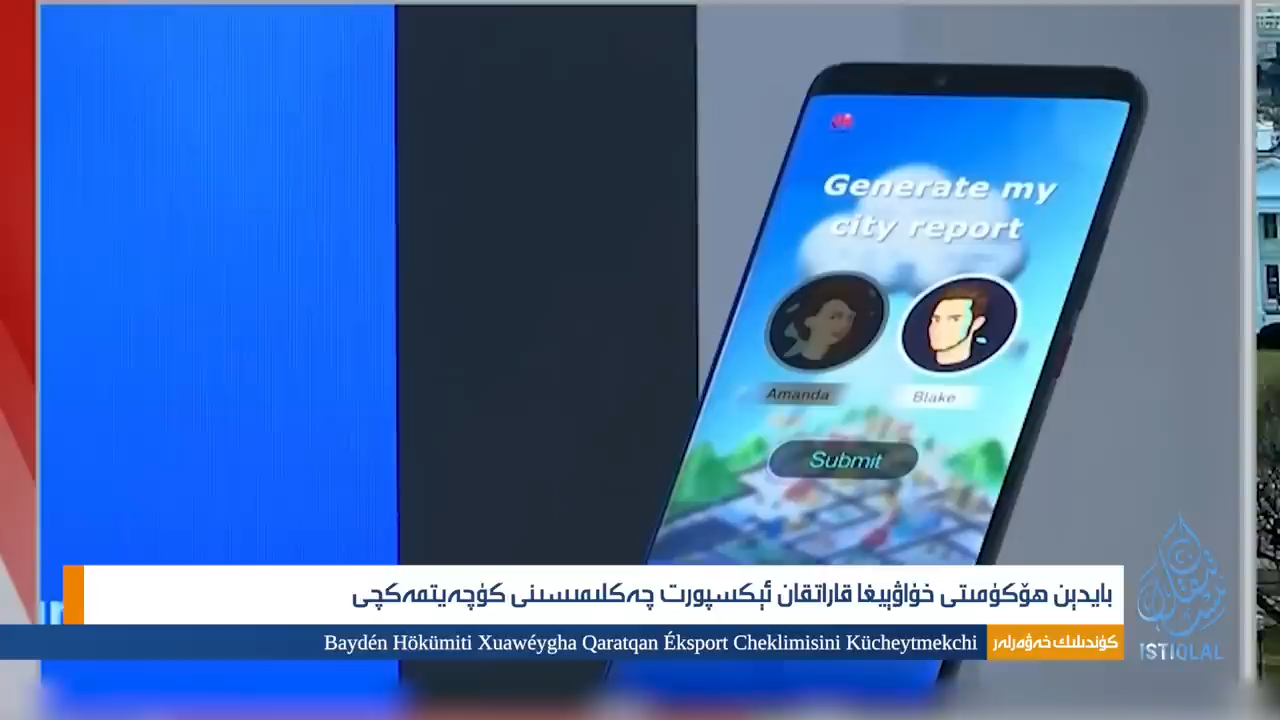 Generate my
city report
Amanda
Blake
Submit
بايدېن ھۆكۈمىتى خۇاۋېيغا قاراتقان ئېكسپورت چەكلىمىسىنى كۈچەيتمەكچى
كۈندىلىك خەۋەرلەر
Baydén Hökümiti Xuawéygha Qaratqan Éksport Cheklimisini Kücheytmekchi
ISTIQLAL